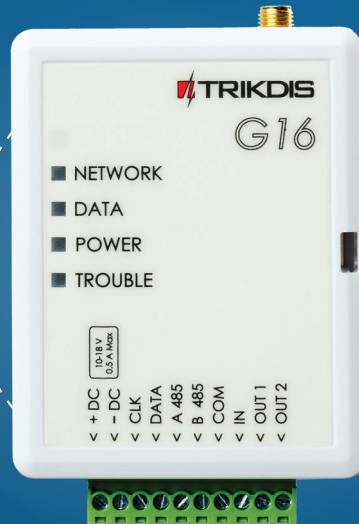 TRIKDIS
G16
NETWORK
DATA
POWER
TROUBLE
10-18 V
0.5 A Max
< + DC
< − DC
< CLK
< DATA
< A 485
< B 485
< COM
< IN
< OUT 1
< OUT 2